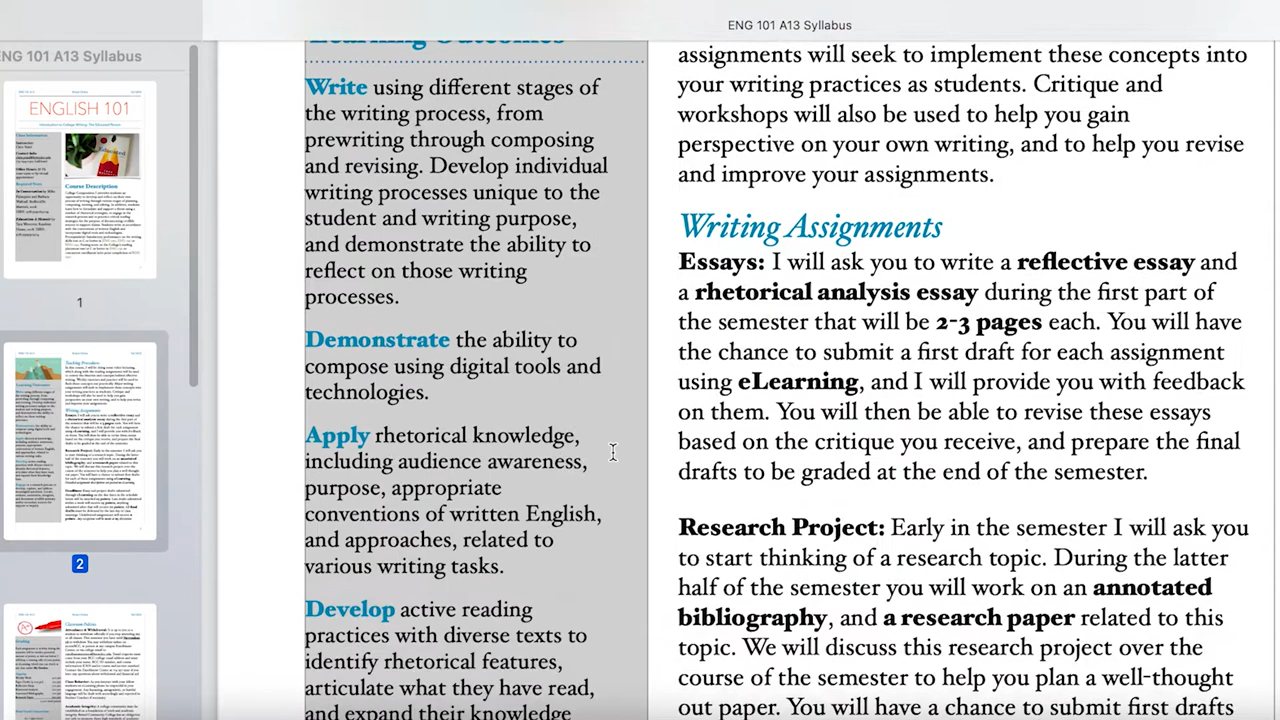 ENG 101 A13 Syllabus
ENG 101 A13 Syllabus
ENGLISH 101
Course Description
1
2
Learning Outcomes
Write using different stages of
the writing process, from
prewriting through composing
and revising. Develop individual
writing processes unique to the
student and writing purpose,
and demonstrate the ability to
reflect on those writing
processes.
Demonstrate the ability to
compose using digital tools and
technologies.
Apply rhetorical knowledge,
including audience awareness,
purpose, appropriate
conventions of written English,
and approaches, related to
various writing tasks.
Develop active reading
practices with diverse texts to
identify rhetorical features,
articulate what they have read,
and expand their knowledge
assignments will seek to implement these concepts into
your writing practices as students. Critique and
workshops will also be used to help you gain
perspective on your own writing, and to help you revise
and improve your assignments.
Writing Assignments
Essays: I will ask you to write a reflective essay and
a rhetorical analysis essay during the first part of
the semester that will be 2-3 pages each. You will have
the chance to submit a first draft for each assignment
using eLearning, and I will provide you with feedback
on them. You will then be able to revise these essays
based on the critique you receive, and prepare the final
drafts to be graded at the end of the semester.
Research Project: Early in the semester I will ask you
to start thinking of a research topic. During the latter
half of the semester you will work on an annotated
bibliography, and a research paper related to this
topic. We will discuss this research project over the
course of the semester to help you plan a well-thought
out paper. You will have a chance to submit first drafts